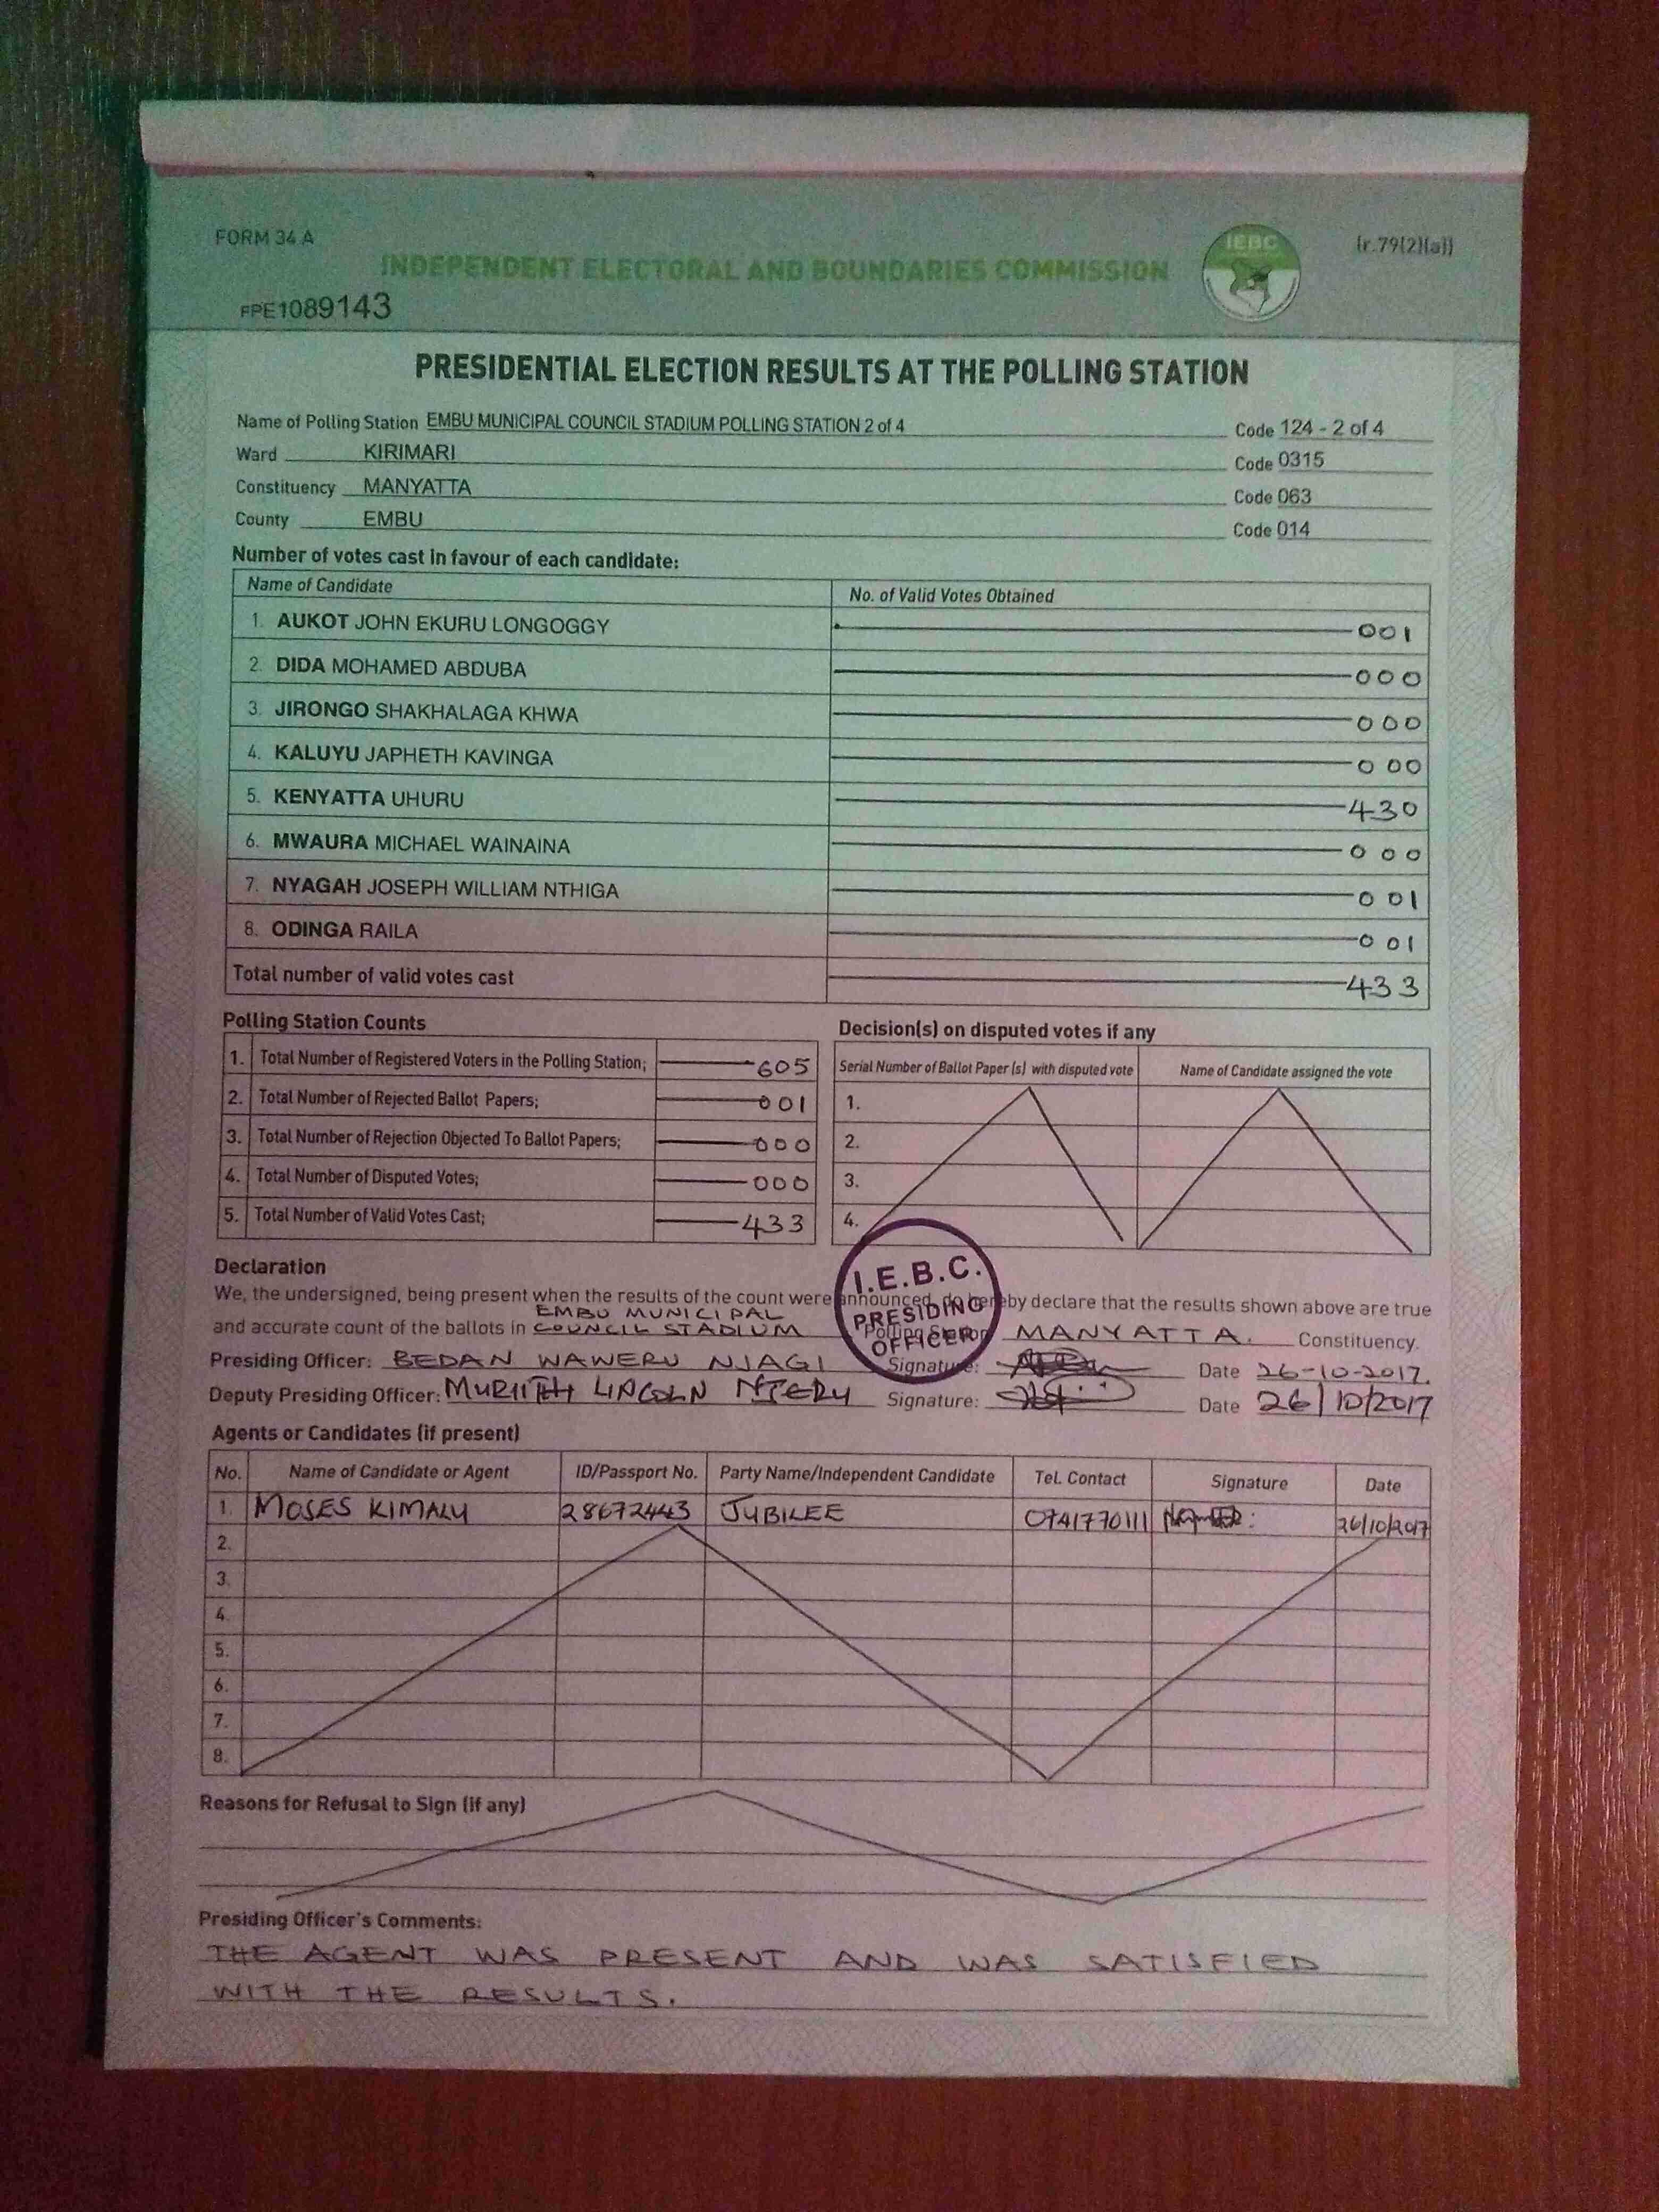 FORM 34 A
(r.79(2)(a))
IEBC
INDEPENDENT ELECTORAL AND BOUNDARIES COMMISSION
FPE1089143
PRESIDENTIAL ELECTION RESULTS AT THE POLLING STATION
Name of Polling Station EMBU MUNICIPAL COUNCIL STADIUM POLLING STATION 2 of 4 Code 124 - 2 of 4
Ward KIRIMARI Code 0315
Constituency MANYATTA Code 063
County EMBU Code 014
Number of votes cast in favour of each candidate:
Name of Candidate No. of Valid Votes Obtained
1. AUKOT JOHN EKURU LONGOGGY 001
2. DIDA MOHAMED ABDUBA 000
3. JIRONGO SHAKHALAGA KHWA 000
4. KALUYU JAPHETH KAVINGA 000
5. KENYATTA UHURU 430
6. MWAURA MICHAEL WAINAINA 000
7. NYAGAH JOSEPH WILLIAM NTHIGA 001
8. ODINGA RAILA 001
Total number of valid votes cast 433
Polling Station Counts
1. Total Number of Registered Voters in the Polling Station; 605
2. Total Number of Rejected Ballot Papers; 001
3. Total Number of Rejection Objected To Ballot Papers; 000
4. Total Number of Disputed Votes; 000
5. Total Number of Valid Votes Cast; 433
Decision(s) on disputed votes if any
Serial Number of Ballot Paper (s) with disputed vote Name of Candidate assigned the vote
1.
2.
3.
4.
I.E.B.C.
PRESIDING
OFFICER
Declaration
We, the undersigned, being present when the results of the count were announced, do hereby declare that the results shown above are true
and accurate count of the ballots in EMBU MUNICIPAL COUNCIL STADIUM Polling Station MANYATTA. Constituency.
Presiding Officer: BEDAN WAWERU NJAGI Signature: Date 26-10-2017.
Deputy Presiding Officer: MURIITHI LINCOLN Signature: Date 26/10/2017
Agents or Candidates (if present)
No. Name of Candidate or Agent ID/Passport No. Party Name/Independent Candidate Tel. Contact Signature Date
1. MOSES KIMALU 28672443 JUBILEE 0741770111 26/10/2017
2.
3.
4.
5.
6.
7.
8.
Reasons for Refusal to Sign (if any)
Presiding Officer's Comments:
THE AGENT WAS PRESENT AND WAS SATISFIED
WITH THE RESULTS.